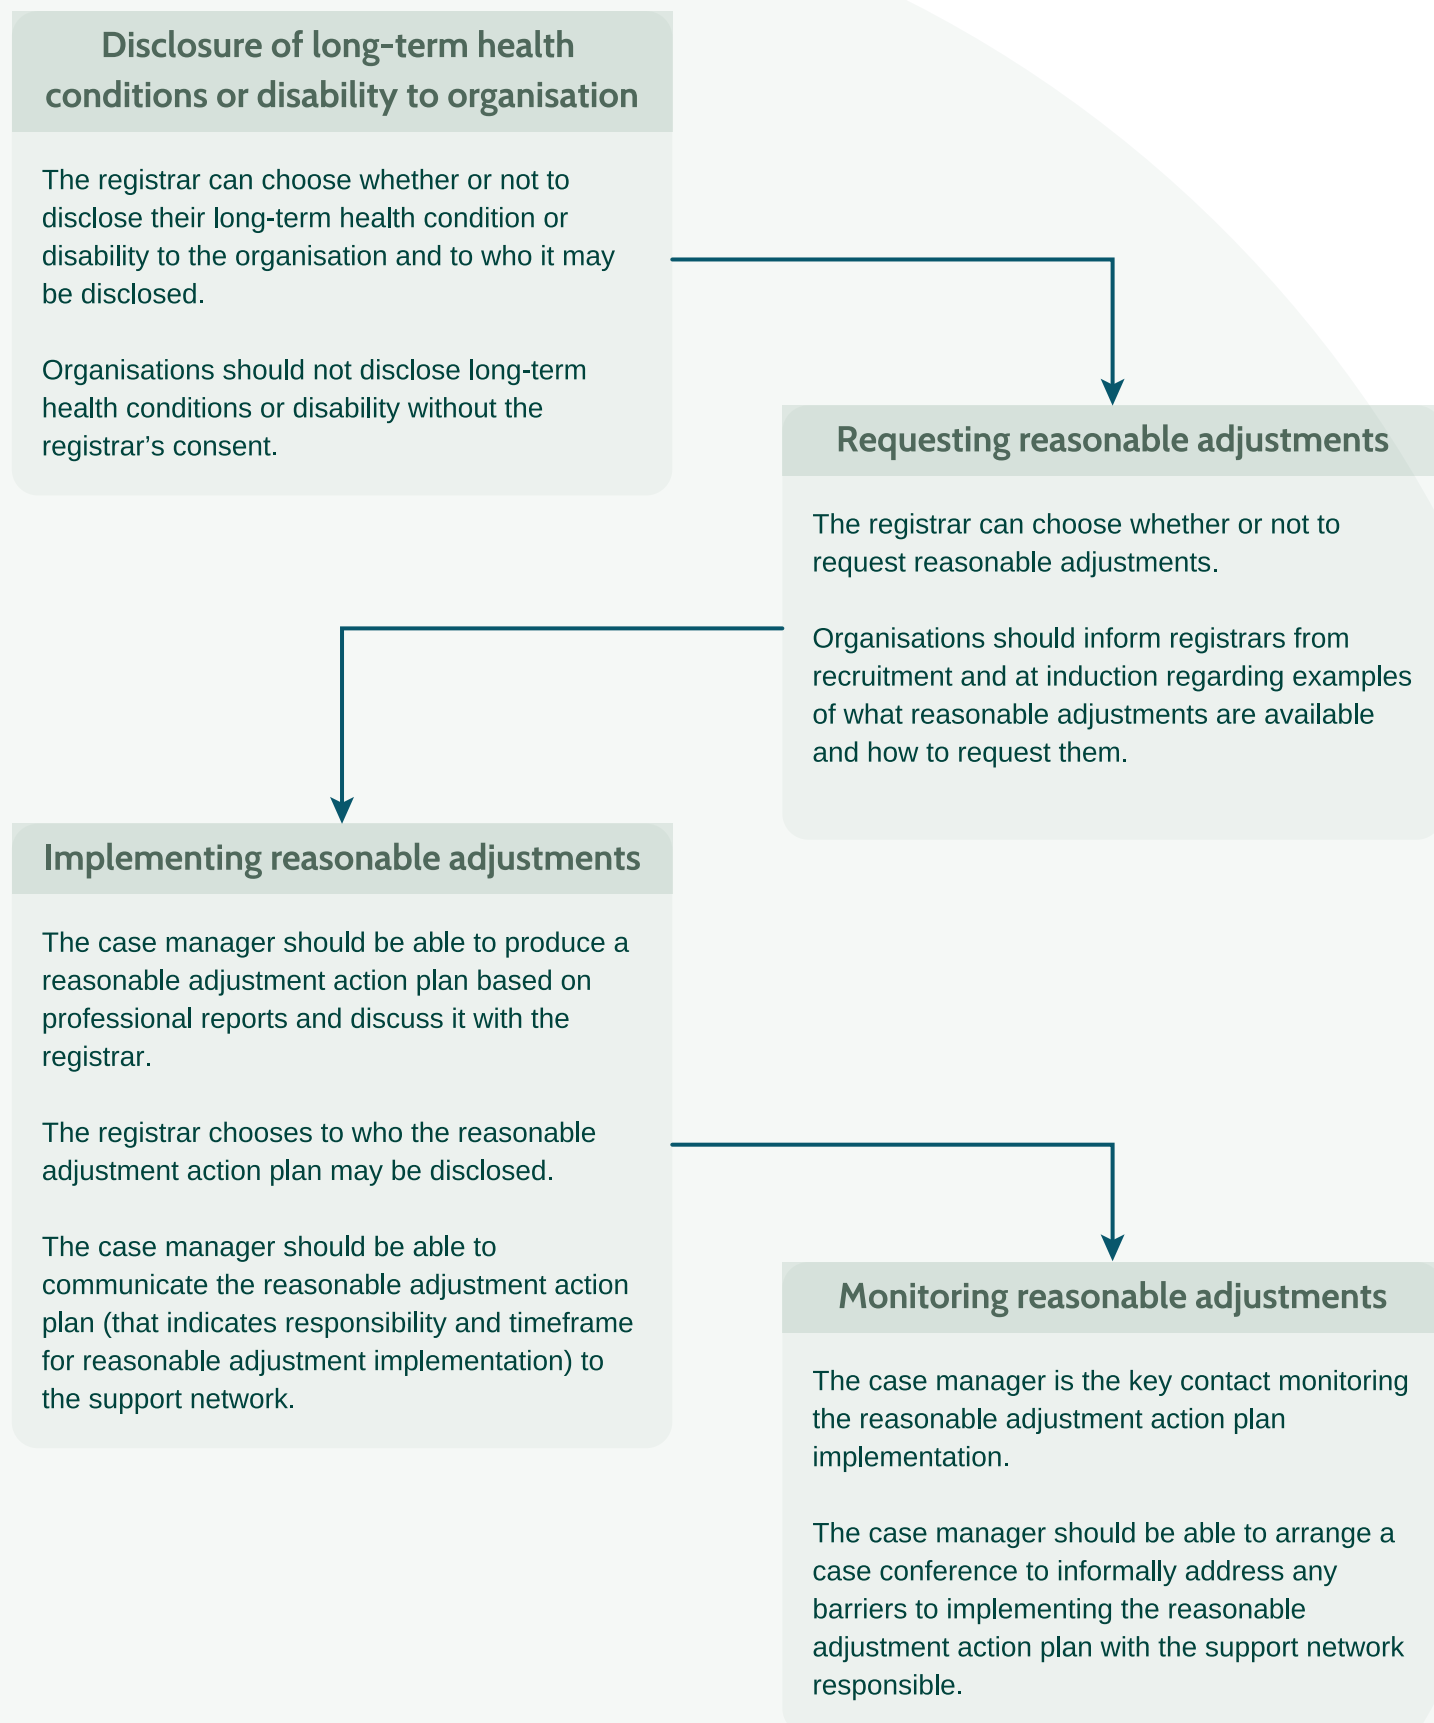 Disclosure of long-term health
conditions or disability to organisation
The registrar can choose whether or not to
disclose their long-term health condition or
disability to the organisation and to who it may
be disclosed.
Organisations should not disclose long-term
health conditions or disability without the
registrar’s consent.
Requesting reasonable adjustments
The registrar can choose whether or not to
request reasonable adjustments.
Organisations should inform registrars from
recruitment and at induction regarding examples
of what reasonable adjustments are available
and how to request them.
Implementing reasonable adjustments
The case manager should be able to produce a
reasonable adjustment action plan based on
professional reports and discuss it with the
registrar.
The registrar chooses to who the reasonable
adjustment action plan may be disclosed.
The case manager should be able to
communicate the reasonable adjustment action
plan (that indicates responsibility and timeframe
for reasonable adjustment implementation) to
the support network.
Monitoring reasonable adjustments
The case manager is the key contact monitoring
the reasonable adjustment action plan
implementation.
The case manager should be able to arrange a
case conference to informally address any
barriers to implementing the reasonable
adjustment action plan with the support network
responsible.